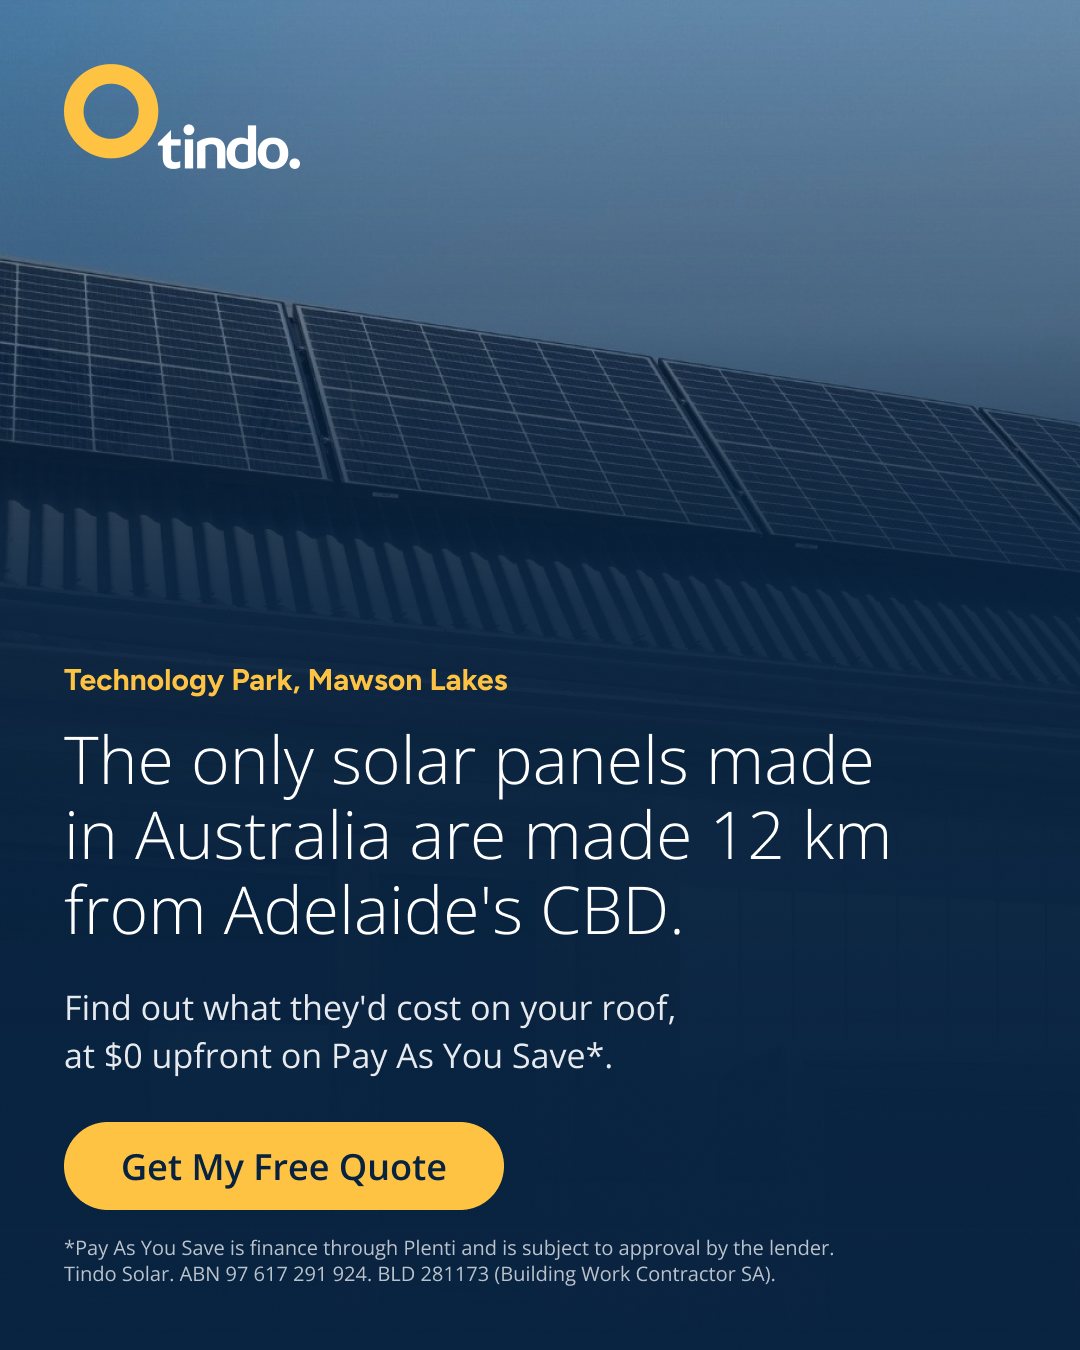 tindo.
Technology Park, Mawson Lakes
The only solar panels made
in Australia are made 12 km
from Adelaide's CBD.
Find out what they'd cost on your roof,
at $0 upfront on Pay As You Save*.
Get My Free Quote
*Pay As You Save is finance through Plenti and is subject to approval by the lender.
Tindo Solar. ABN 97 617 291 924. BLD 281173 (Building Work Contractor SA).